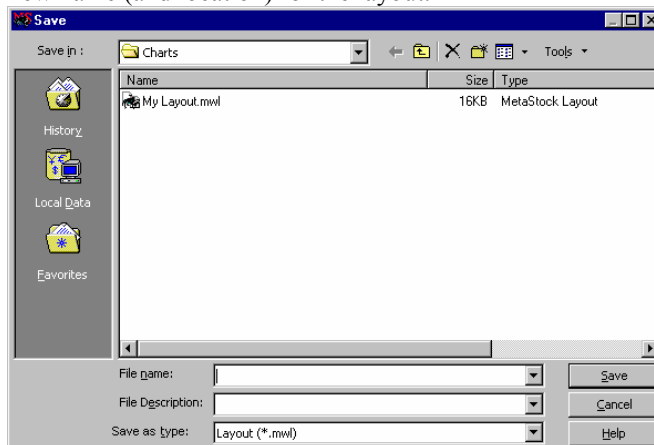 Save
Save in :
Charts
Tools
Name Size Type
My Layout.mwl 16KB MetaStock Layout
History
Local Data
Favorites
File name:
Save
File Description:
Cancel
Save as type: Layout (*.mwl)
Help